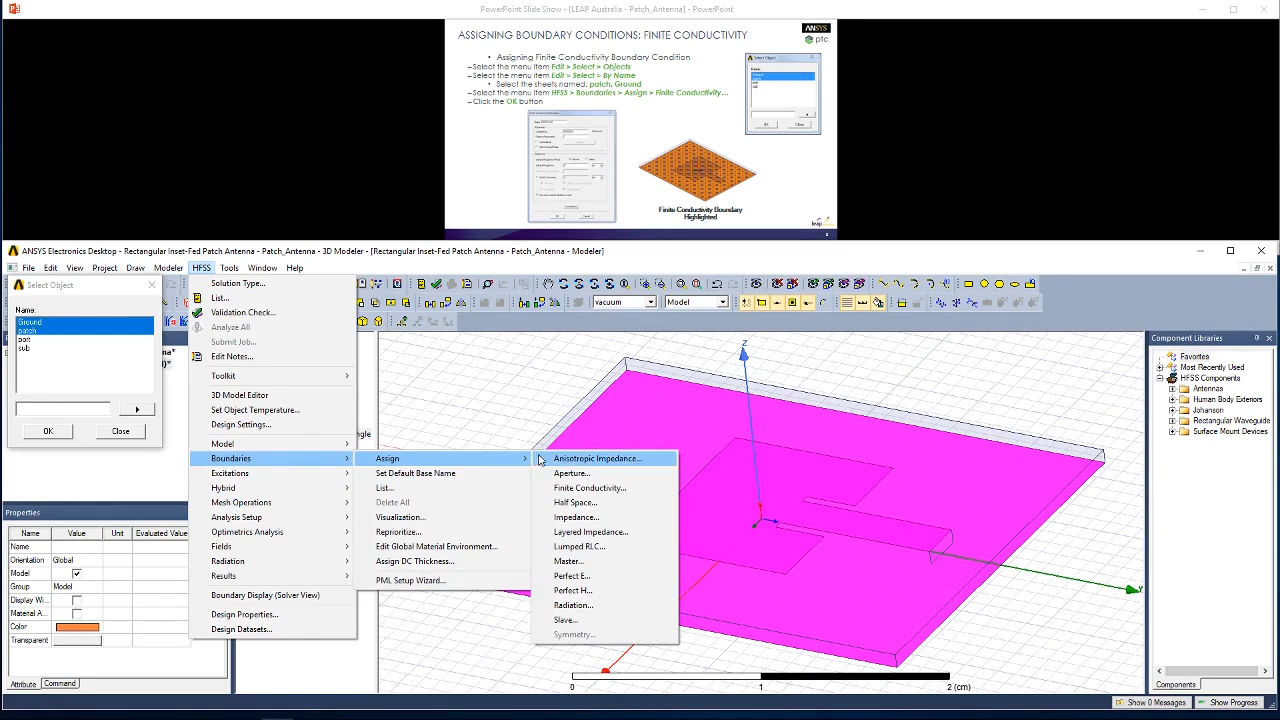 PowerPoint Slide Show - [LEAP Australia - Patch_Antenna] - PowerPoint
ASSIGNING BOUNDARY CONDITIONS: FINITE CONDUCTIVITY
ANSYS
ptc
• Assigning Finite Conductivity Boundary Condition
–Select the menu item Edit > Select > Objects
–Select the menu item Edit > Select > By Name
• Select the sheets named: patch, Ground
–Select the menu item HFSS > Boundaries > Assign > Finite Conductivity…
–Click the OK button
Select Object
Name:
OK
Close
Finite Conductivity Boundary
Highlighted
leap
ANSYS Electronics Desktop - Rectangular Inset-Fed Patch Antenna - Patch_Antenna - 3D Modeler - [Rectangular Inset-Fed Patch Antenna - Patch_Antenna - Modeler]
File Edit View Project Draw Modeler HFSS Tools Window Help
Select Object
Name:
Ground
patch
port
sub
OK
Close
Solution Type...
List...
Validation Check...
Analyze All
Submit Job...
Edit Notes...
Toolkit
3D Model Editor
Set Object Temperature...
Design Settings...
Model
Boundaries
Excitations
Hybrid
Mesh Operations
Analysis Setup
Optimetrics Analysis
Fields
Radiation
Results
Boundary Display (Solver View)
Design Properties...
Design Datasets...
Assign
Set Default Base Name
List...
Delete All
Visualization...
Reprioritize...
Edit Global Material Environment...
Assign DC Thickness...
PML Setup Wizard...
Anisotropic Impedance...
Aperture...
Finite Conductivity...
Half Space...
Impedance...
Layered Impedance...
Lumped RLC...
Master...
Perfect E...
Perfect H...
Radiation...
Slave...
Symmetry...
vacuum
Model
Z
Y
0 1 2 (cm)
Properties
Name Value Unit Evaluated Value
Name
Orientation Global
Model
Group Model
Display Wi...
Material A...
Color
Transparent
Attribute Command
Component Libraries
Favorites
Most Recently Used
HFSS Components
Antennas
Human Body Exteriors
Johanson
Rectangular Waveguide
Surface Mount Devices
Components
Show 0 Messages
Show Progress